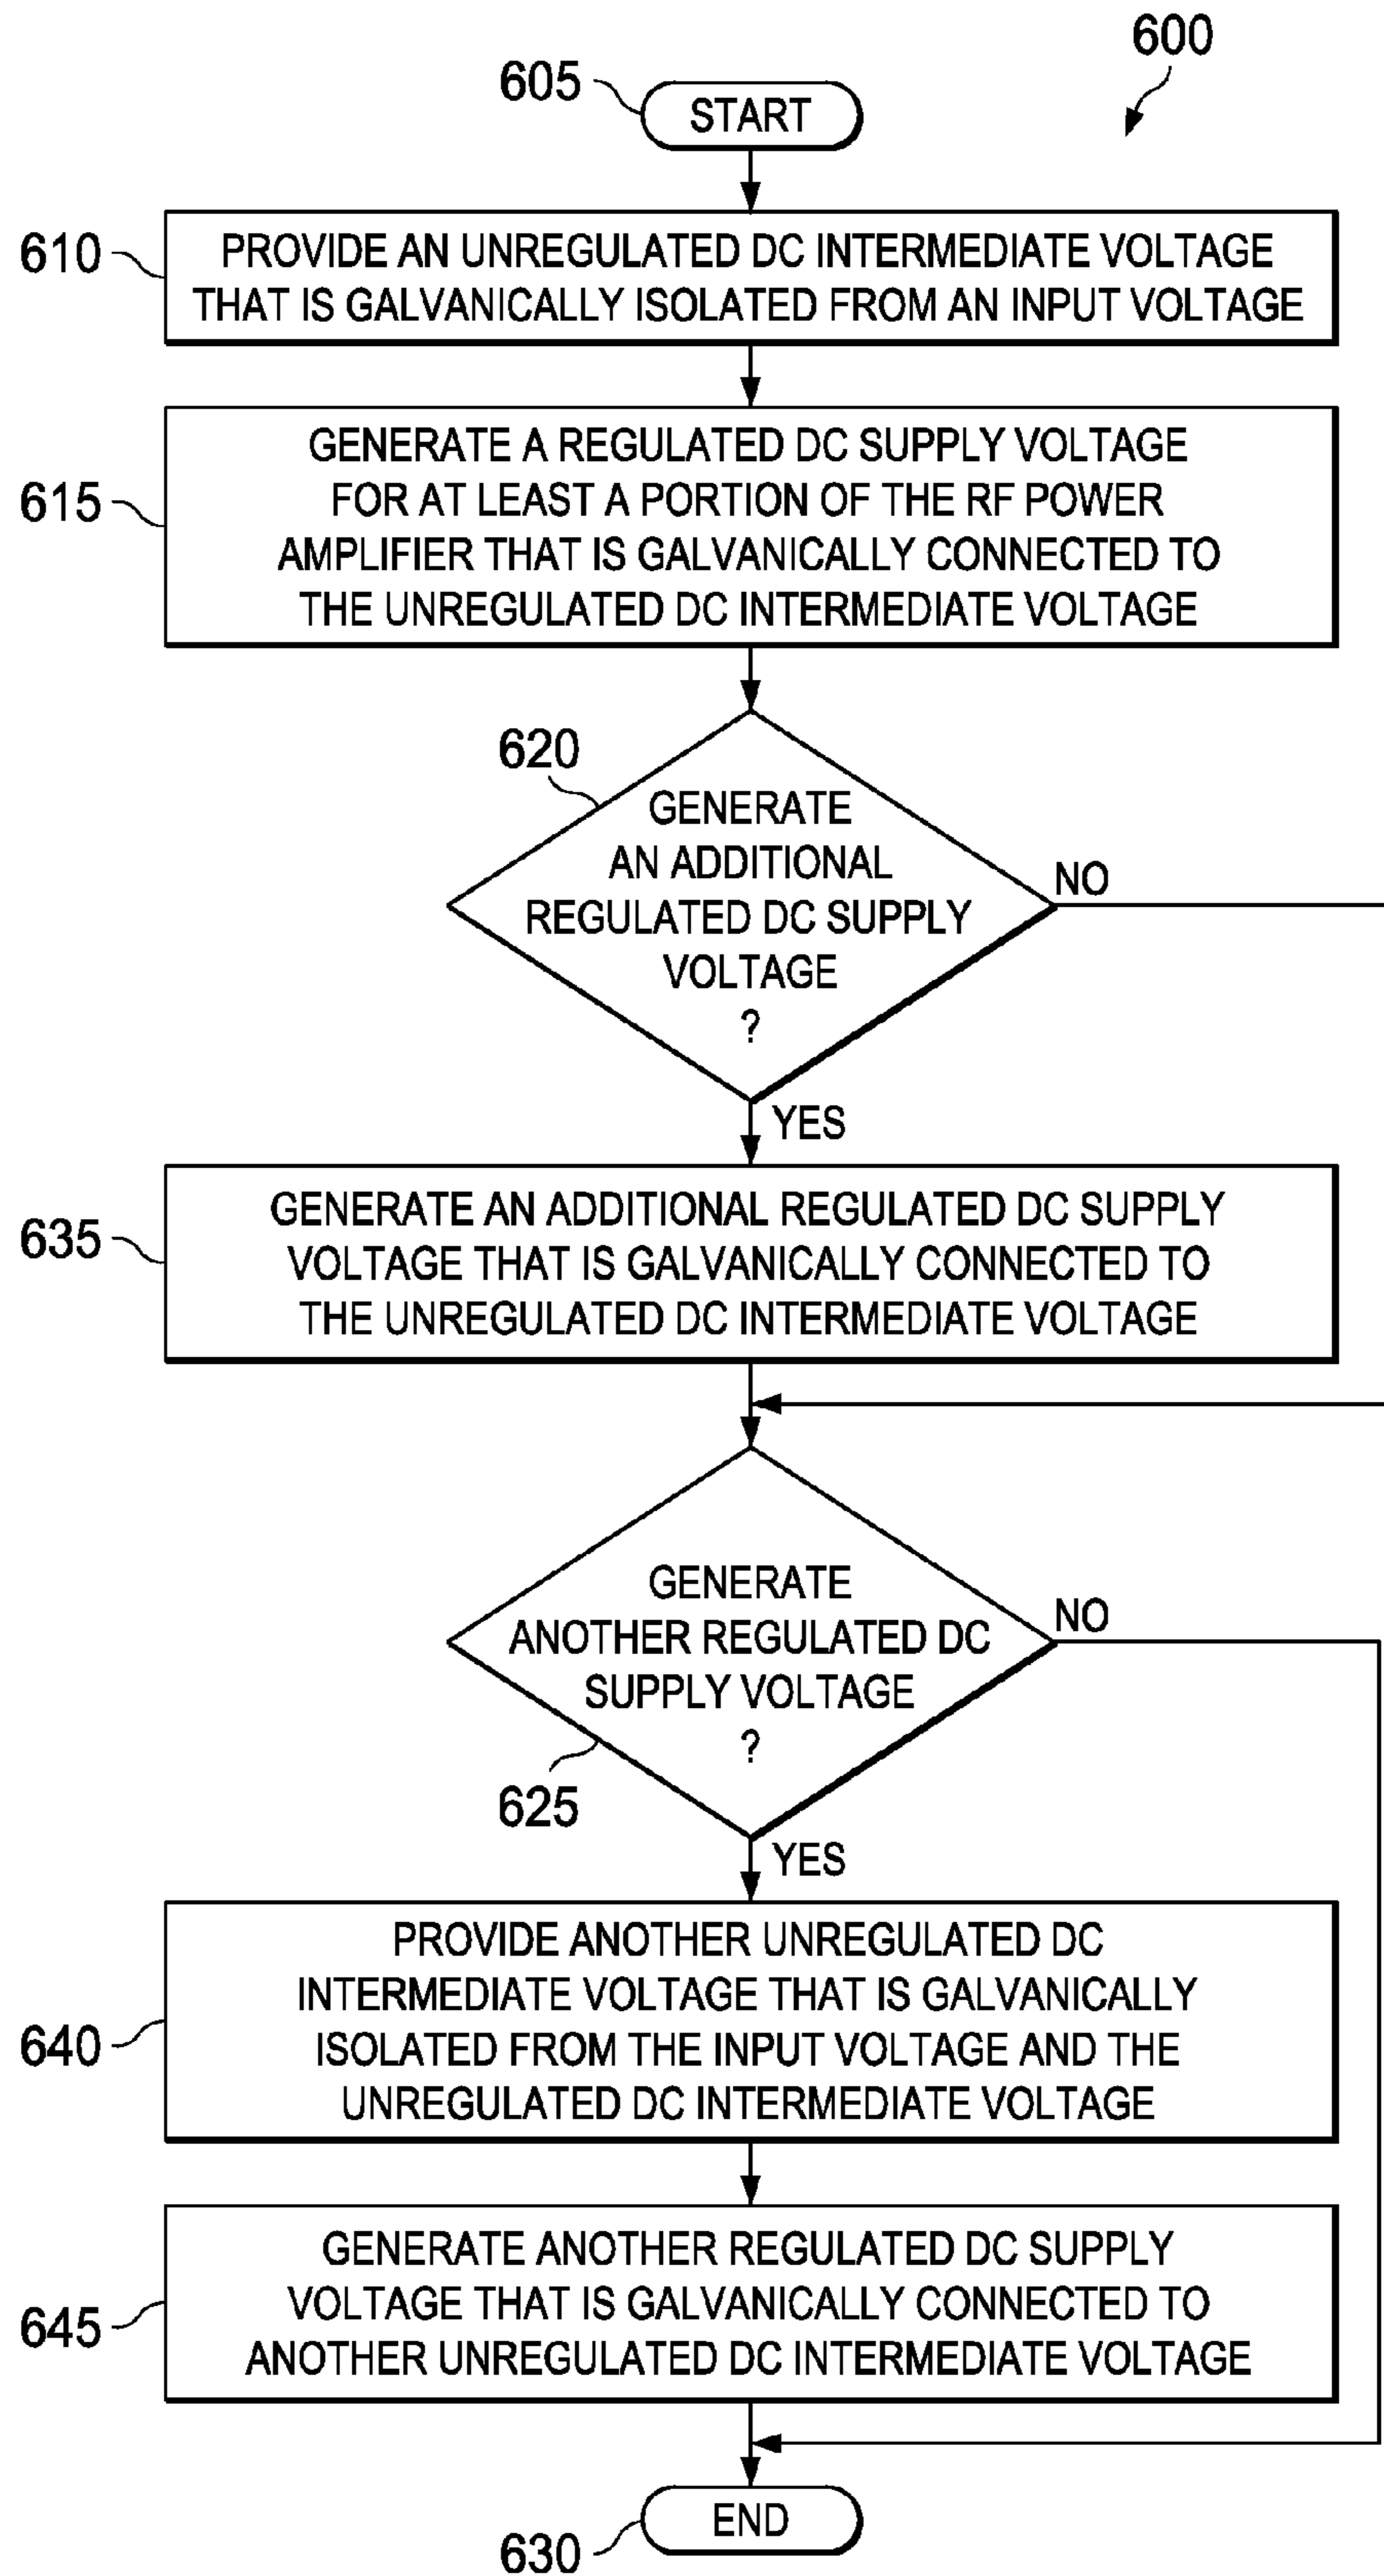 600
605
START
610
PROVIDE AN UNREGULATED DC INTERMEDIATE VOLTAGE
THAT IS GALVANICALLY ISOLATED FROM AN INPUT VOLTAGE
615
GENERATE A REGULATED DC SUPPLY VOLTAGE
FOR AT LEAST A PORTION OF THE RF POWER
AMPLIFIER THAT IS GALVANICALLY CONNECTED TO
THE UNREGULATED DC INTERMEDIATE VOLTAGE
620
GENERATE
AN ADDITIONAL
REGULATED DC SUPPLY
VOLTAGE
?
NO
YES
635
GENERATE AN ADDITIONAL REGULATED DC SUPPLY
VOLTAGE THAT IS GALVANICALLY CONNECTED TO
THE UNREGULATED DC INTERMEDIATE VOLTAGE
GENERATE
ANOTHER REGULATED DC
SUPPLY VOLTAGE
?
NO
625
YES
640
PROVIDE ANOTHER UNREGULATED DC
INTERMEDIATE VOLTAGE THAT IS GALVANICALLY
ISOLATED FROM THE INPUT VOLTAGE AND THE
UNREGULATED DC INTERMEDIATE VOLTAGE
645
GENERATE ANOTHER REGULATED DC SUPPLY
VOLTAGE THAT IS GALVANICALLY CONNECTED TO
ANOTHER UNREGULATED DC INTERMEDIATE VOLTAGE
END
630